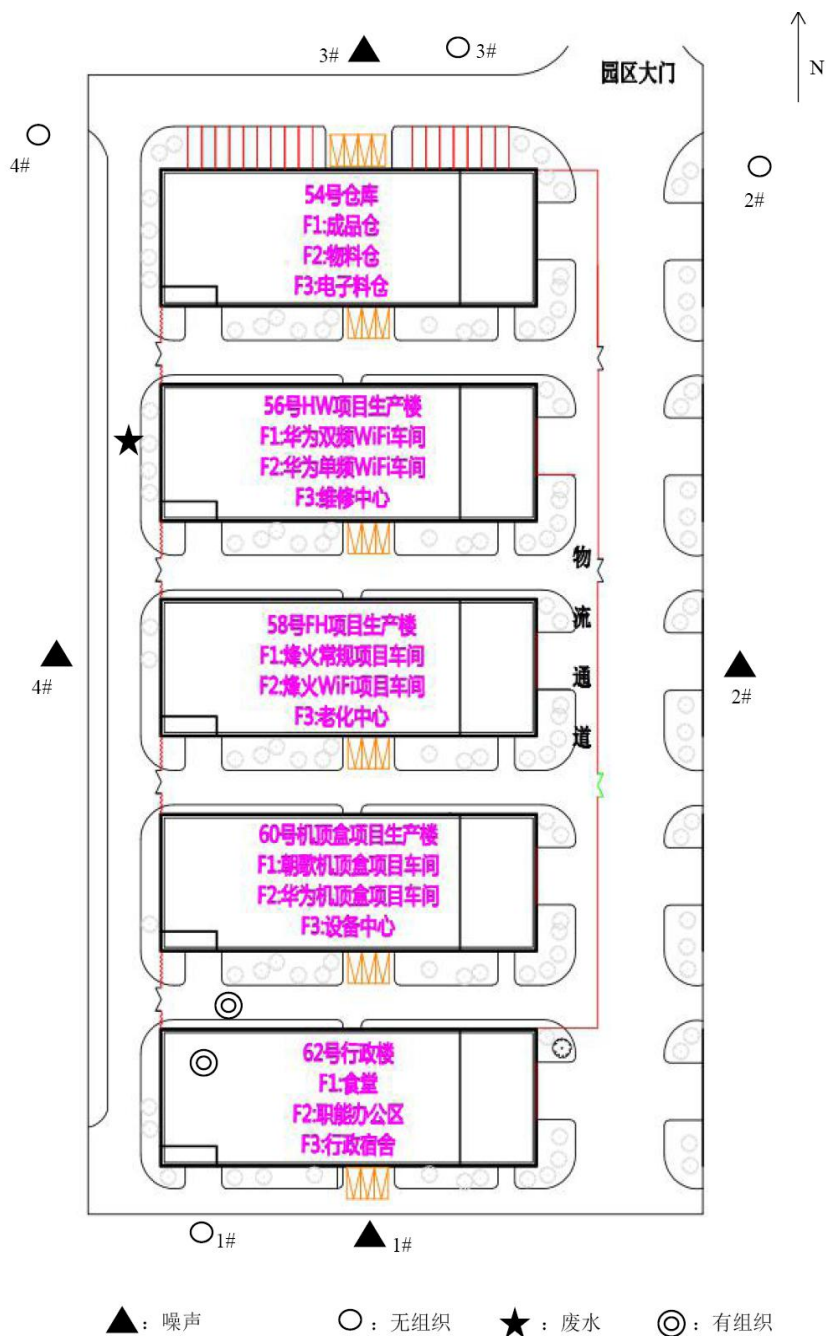 3#
3#
园区大门
N
4#
2#
54号仓库
F1:成品仓
F2:物料仓
F3:电子料仓
56号HW项目生产楼
F1:华为双频WiFi车间
F2:华为单频WiFi车间
F3:维修中心
物流通道
58号FH项目生产楼
F1:烽火常规项目车间
F2:烽火WiFi项目车间
F3:老化中心
4#
2#
60号机顶盒项目生产楼
F1:朝歌机顶盒项目车间
F2:华为机顶盒项目车间
F3:设备中心
62号行政楼
F1:食堂
F2:职能办公区
F3:行政宿舍
1#
1#
：噪声
：无组织
：废水
：有组织